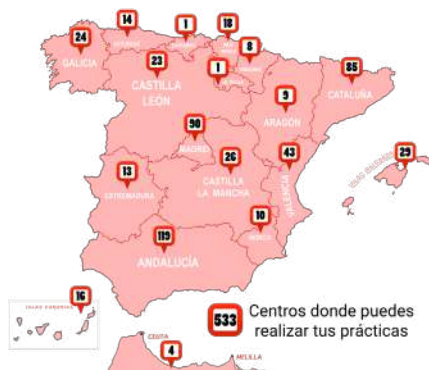 14
1
18
24
8
GALICIA
ASTURIAS
23
1
85
CASTILLA
LEÓN
CATALUÑA
9
ARAGÓN
90
MADRID
43
29
ISLAS BALEARES
13
26
EXTREMADURA
CASTILLA
LA MANCHA
VALENCIA
10
MURCIA
119
ANDALUCÍA
16
ISLAS CANARIAS
533
Centros donde puedes
realizar tus prácticas
CEUTA
4
MELILLA